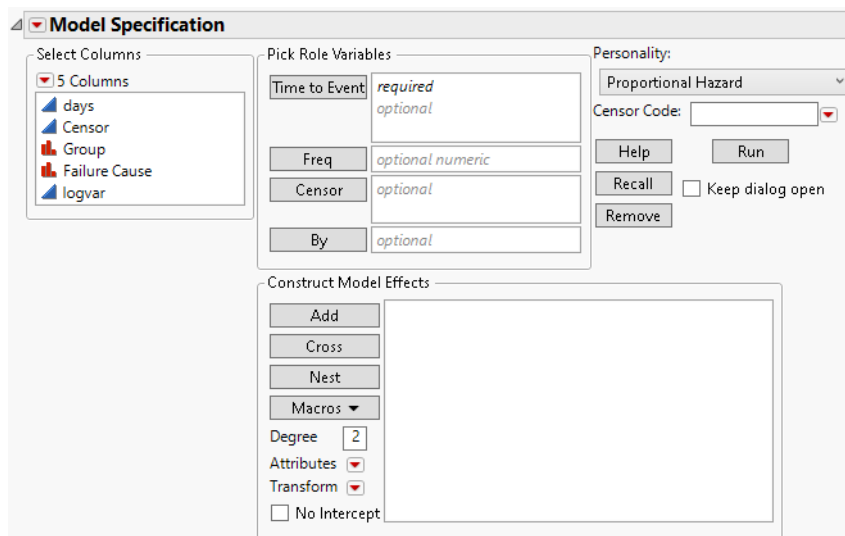 Model Specification
Select Columns
5 Columns
days
Censor
Group
Failure Cause
logvar
Pick Role Variables
Time to Event
required
optional
Freq
optional numeric
Censor
optional
By
optional
Personality:
Proportional Hazard
Censor Code:
Help
Run
Recall
Keep dialog open
Remove
Construct Model Effects
Add
Cross
Nest
Macros
Degree 2
Attributes
Transform
No Intercept